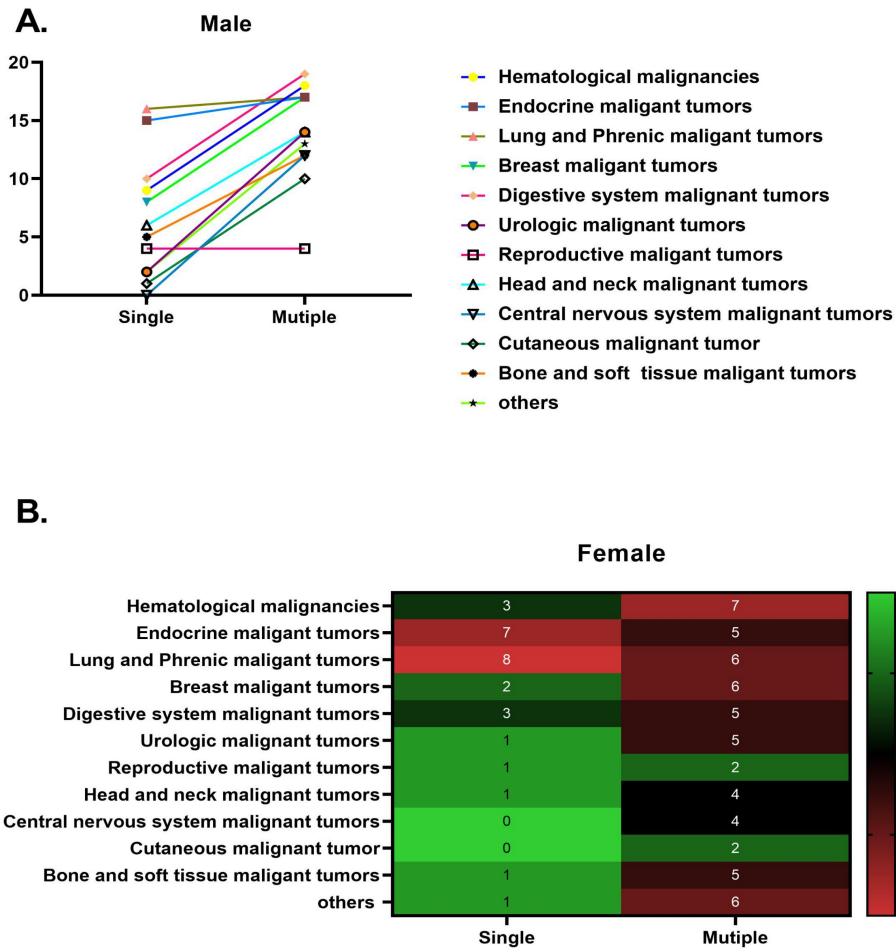 A.
Male
20
15
10
5
0
Single Mutiple
Hematological malignancies
Endocrine maligant tumors
Lung and Phrenic maligant tumors
Breast maligant tumors
Digestive system malignant tumors
Urologic malignant tumors
Reproductive maligant tumors
Head and neck malignant tumors
Central nervous system malignant tumors
Cutaneous malignant tumor
Bone and soft tissue maligant tumors
others
B.
Female
Hematological malignancies 3 7
Endocrine maligant tumors 7 5
Lung and Phrenic maligant tumors 8 6
Breast maligant tumors 2 6
Digestive system malignant tumors 3 5
Urologic malignant tumors 1 5
Reproductive maligant tumors 1 2
Head and neck malignant tumors 1 4
Central nervous system malignant tumors 0 4
Cutaneous malignant tumor 0 2
Bone and soft tissue maligant tumors 1 5
others 1 6
Single Mutiple